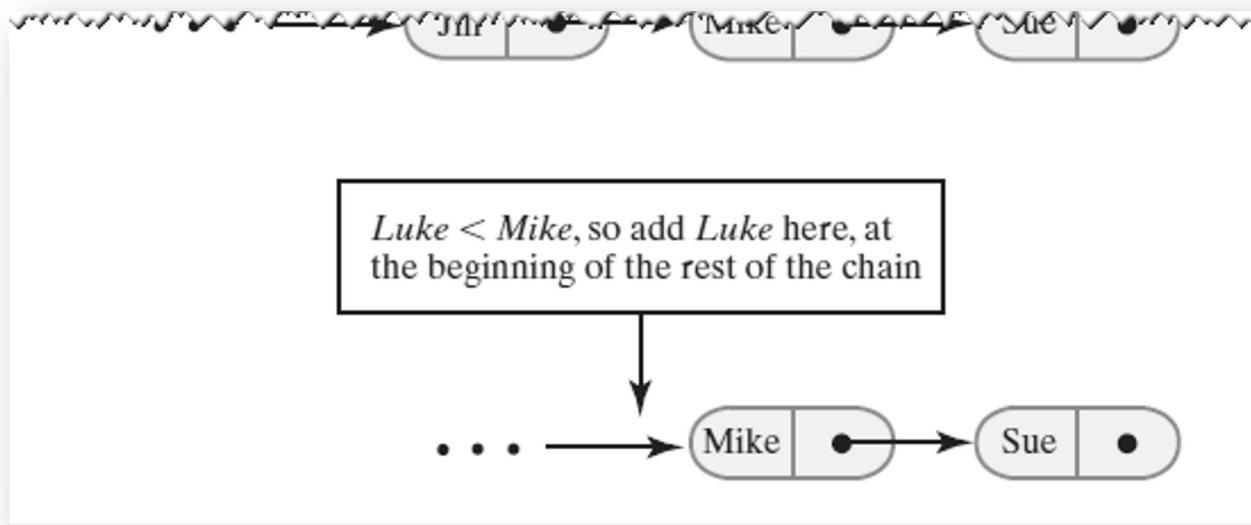 Mike
Sue
Luke < Mike, so add Luke here, at
the beginning of the rest of the chain
Mike
Sue